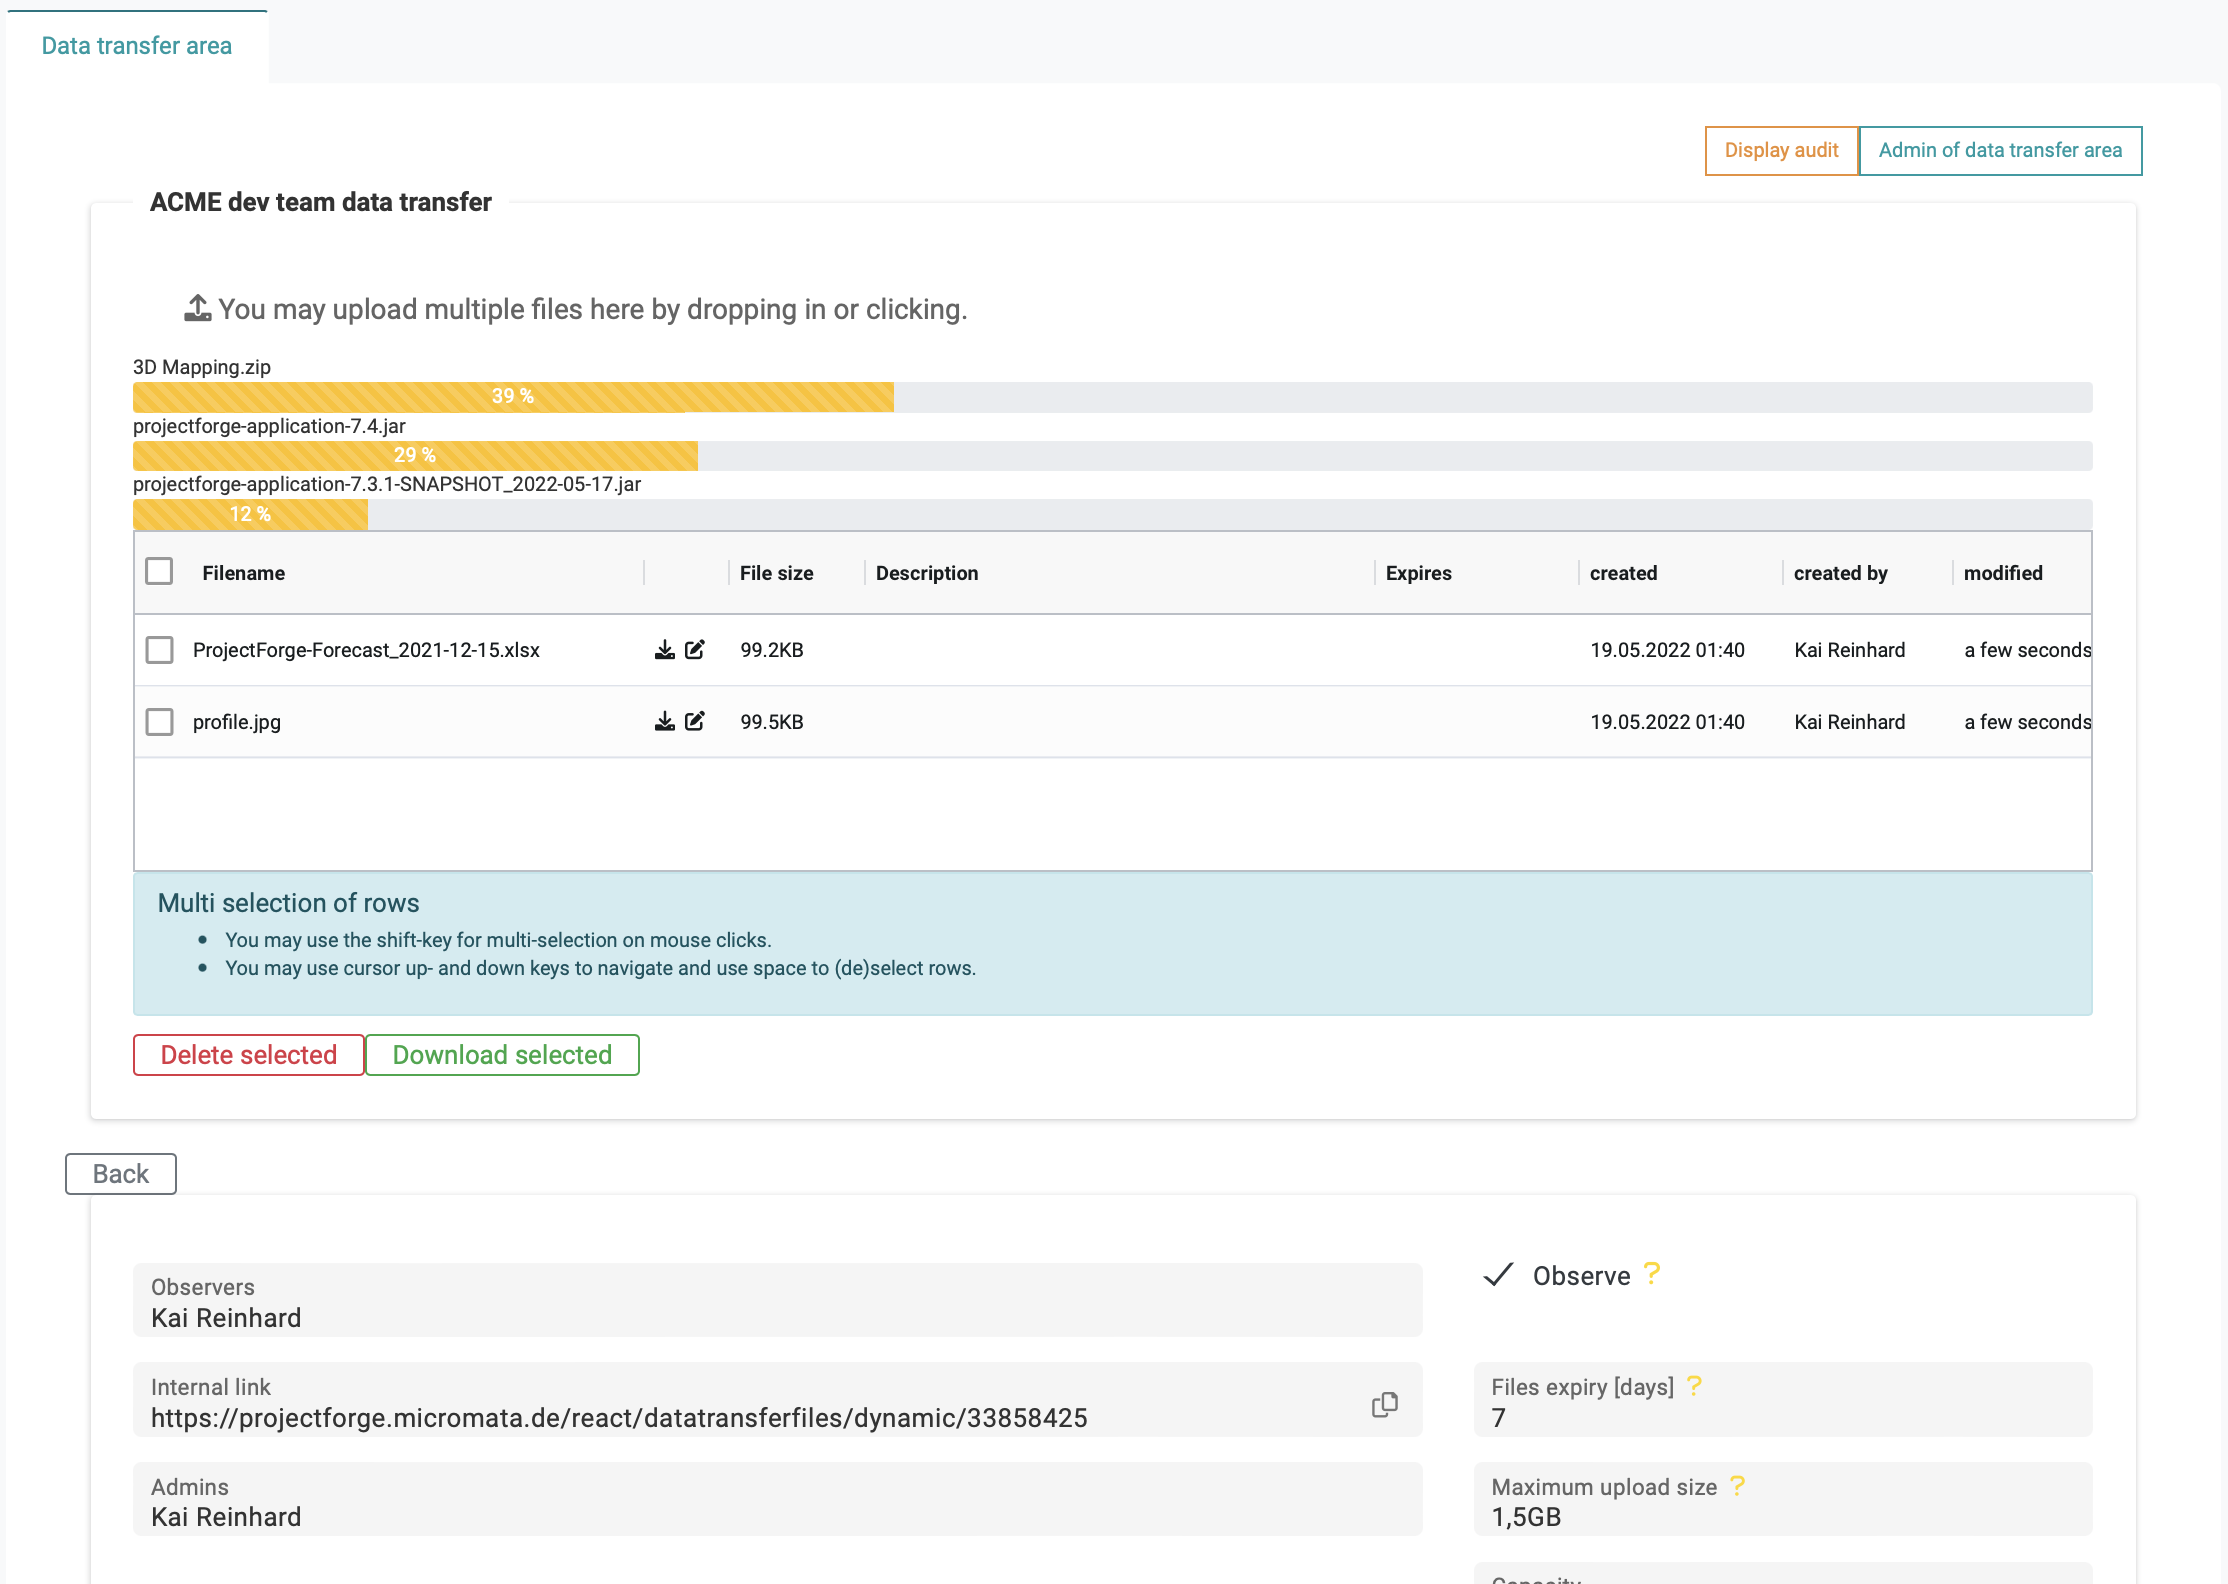 Data transfer area
Display audit
Admin of data transfer area
ACME dev team data transfer
You may upload multiple files here by dropping in or clicking.
3D Mapping.zip
39 %
projectforge-application-7.4.jar
29 %
projectforge-application-7.3.1-SNAPSHOT_2022-05-17.jar
12 %
Filename File size Description Expires created created by modified
ProjectForge-Forecast_2021-12-15.xlsx 99.2KB 19.05.2022 01:40 Kai Reinhard a few seconds
profile.jpg 99.5KB 19.05.2022 01:40 Kai Reinhard a few seconds
Multi selection of rows
• You may use the shift-key for multi-selection on mouse clicks.
• You may use cursor up- and down keys to navigate and use space to (de)select rows.
Delete selected
Download selected
Back
Observers
Kai Reinhard
Observe ?
Internal link
https://projectforge.micromata.de/react/datatransferfiles/dynamic/33858425
Files expiry [days] ?
7
Admins
Kai Reinhard
Maximum upload size ?
1,5GB